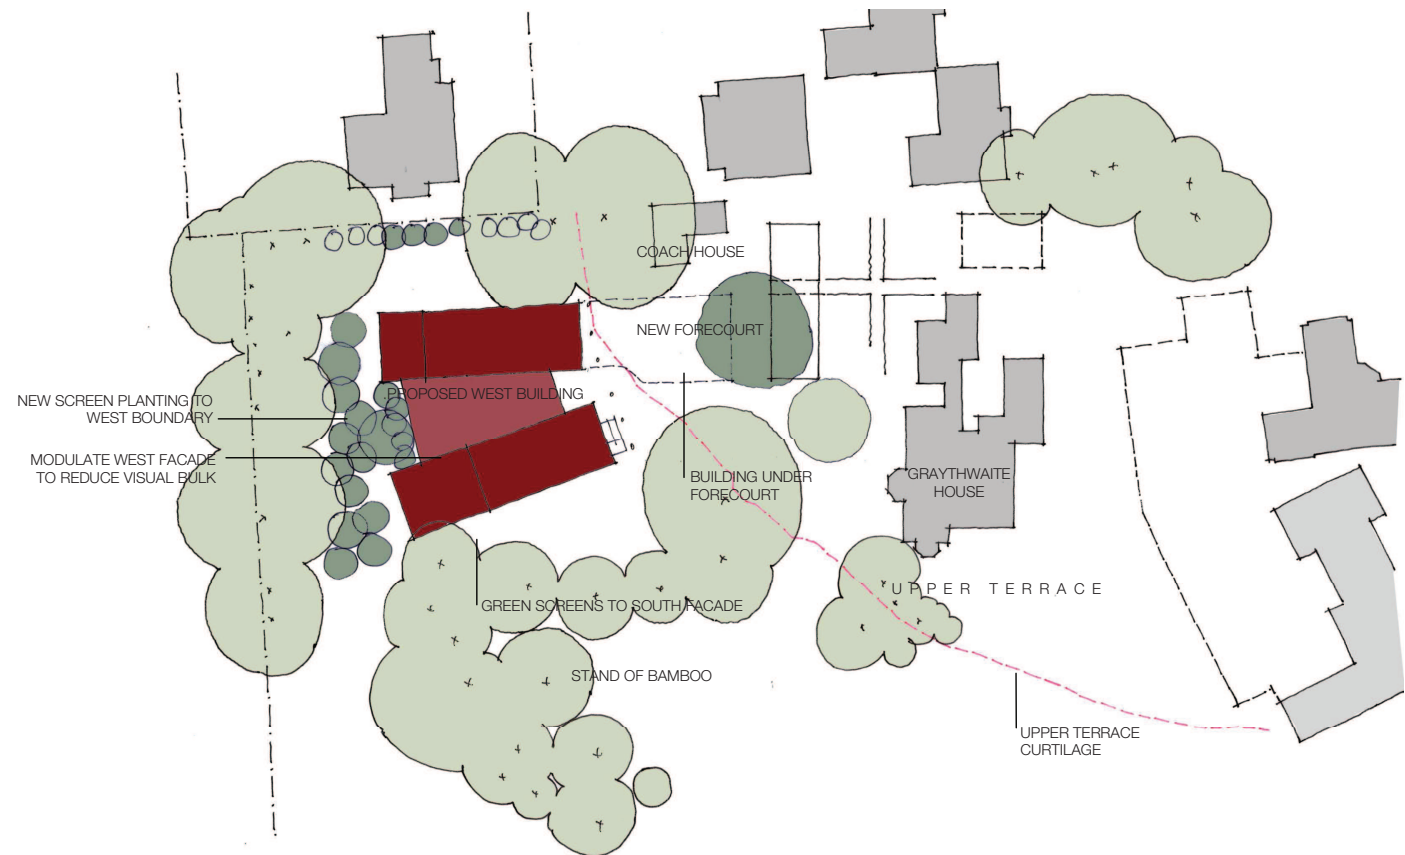 COACH HOUSE
NEW FORECOURT
PROPOSED WEST BUILDING
NEW SCREEN PLANTING TO
WEST BOUNDARY
MODULATE WEST FACADE
TO REDUCE VISUAL BULK
BUILDING UNDER
FORECOURT
GRAYTHWAITE
HOUSE
UPPER TERRACE
GREEN SCREENS TO SOUTH FACADE
STAND OF BAMBOO
UPPER TERRACE
CURTILAGE